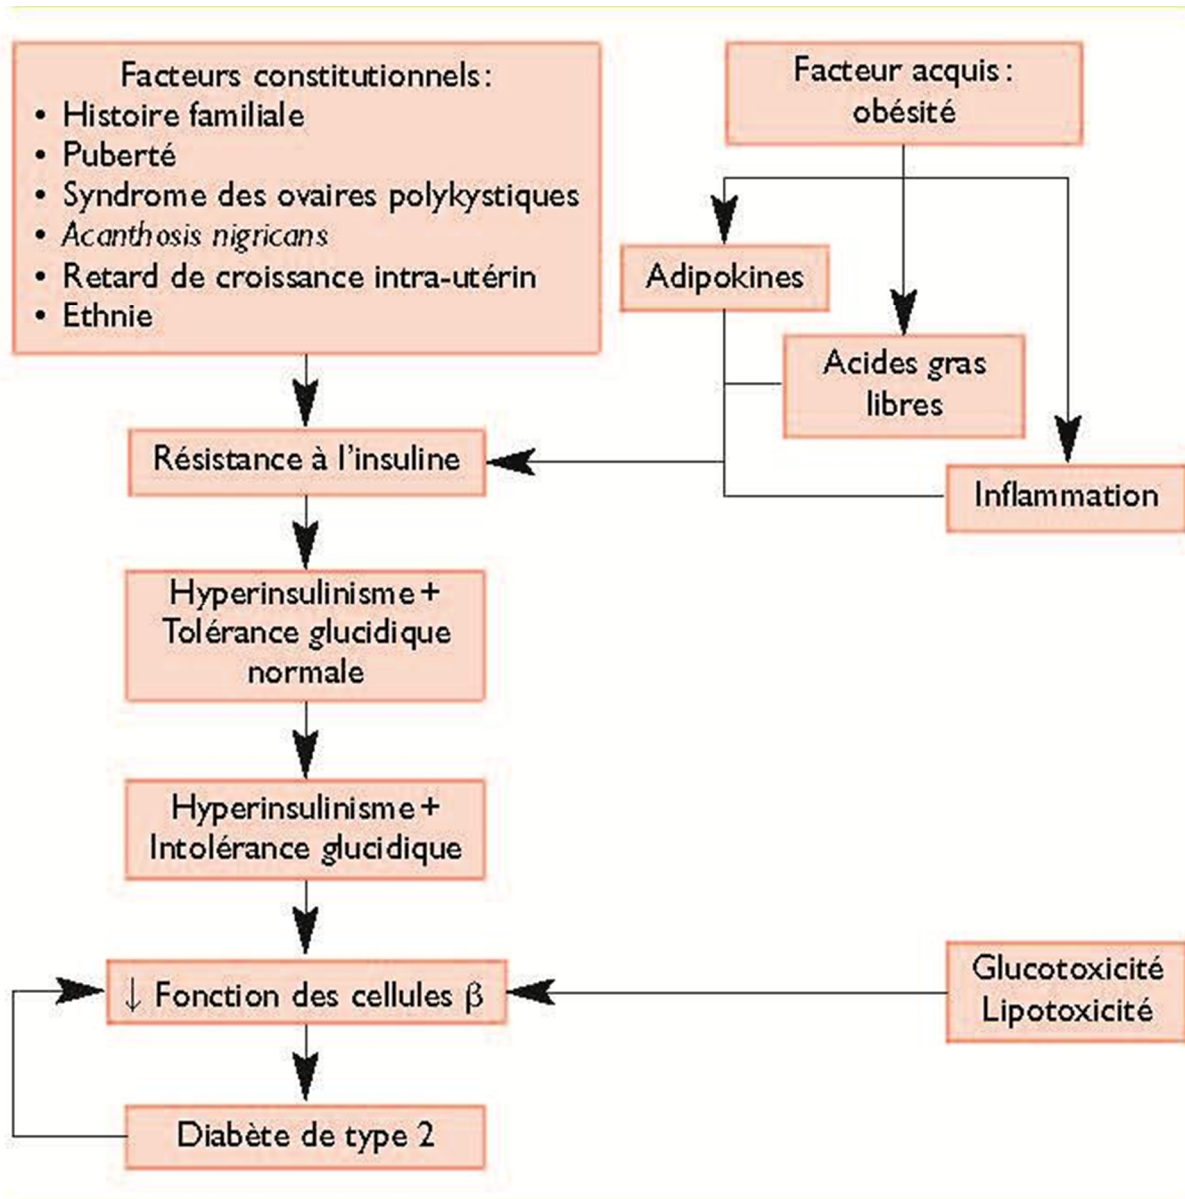 Facteurs constitutionnels :
• Histoire familiale
• Puberté
• Syndrome des ovaires polykystiques
• Acanthosis nigricans
• Retard de croissance intra-utérin
• Ethnie
Facteur acquis :
obésité
Adipokines
Acides gras
libres
Inflammation
Résistance à l’insuline
Hyperinsulinisme +
Tolérance glucidique
normale
Hyperinsulinisme +
Intolérance glucidique
↓ Fonction des cellules β
Glucotoxicité
Lipotoxicité
Diabète de type 2